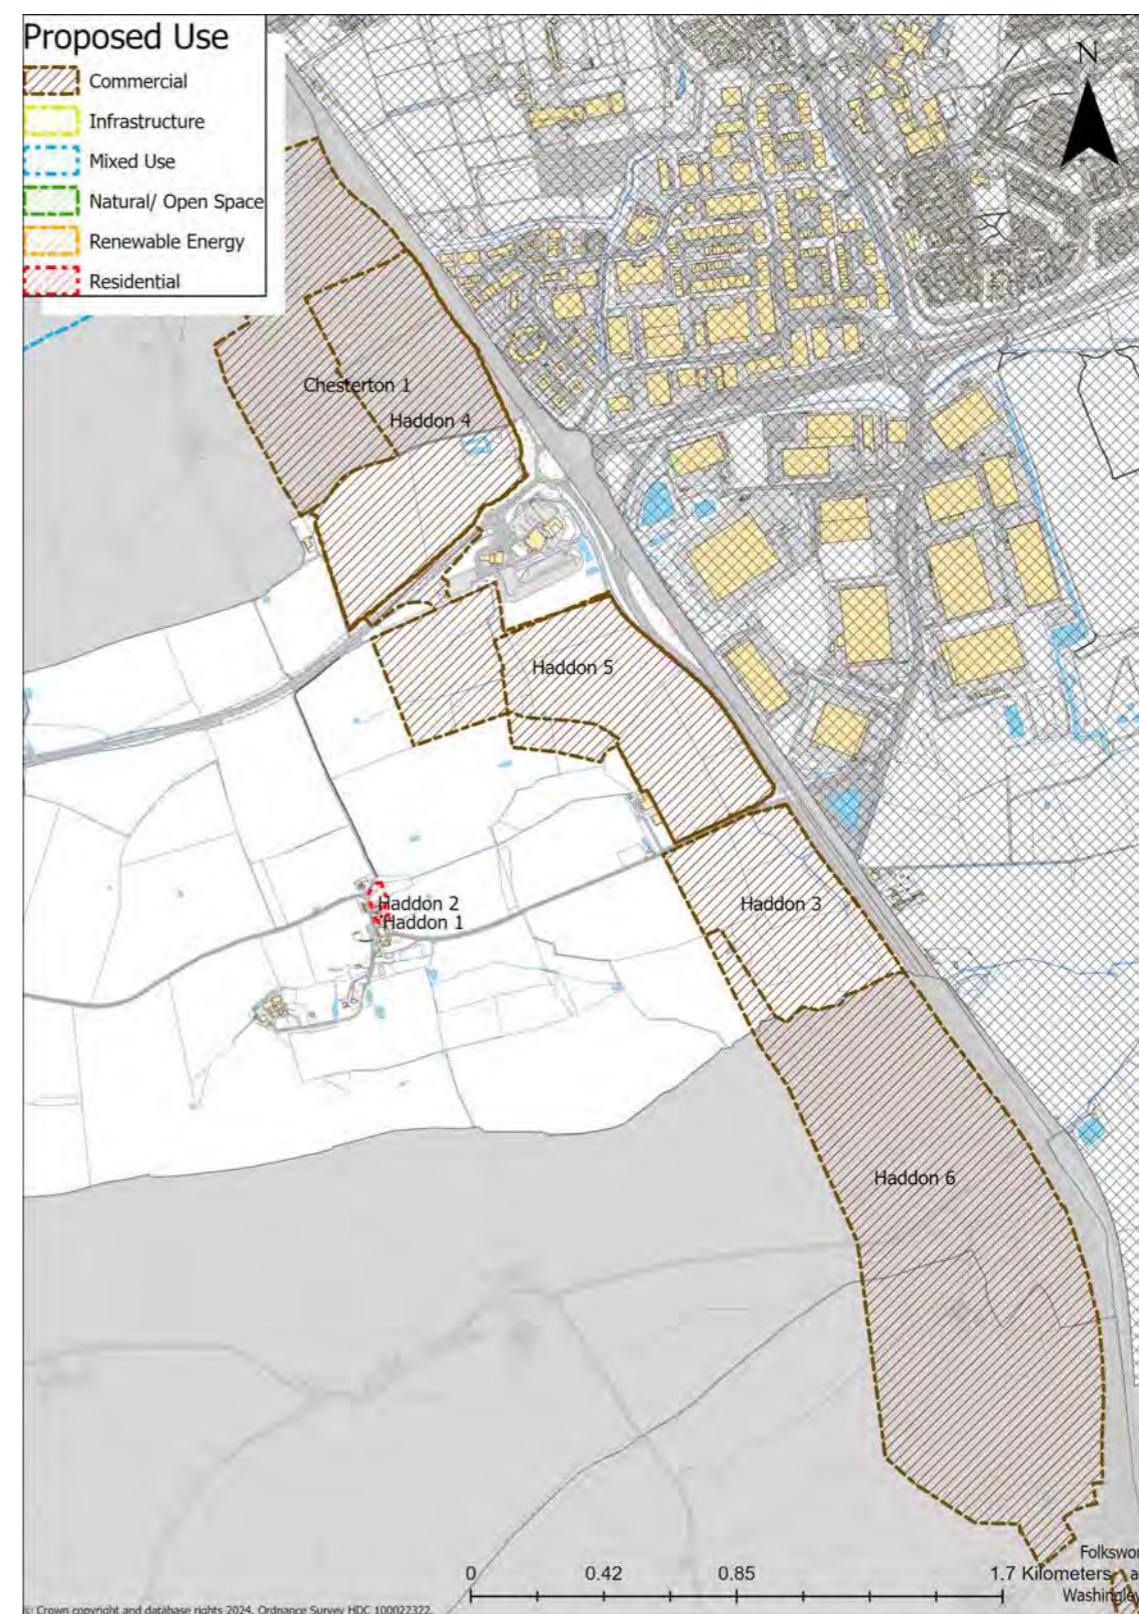 Proposed Use
Commercial
Infrastructure
Mixed Use
Natural/ Open Space
Renewable Energy
Residential
N
Chesterton 1
Haddon 4
Haddon 5
Haddon 2
Haddon 1
Haddon 3
Haddon 6
Folkswor
0 0.42 0.85 1.7 Kilometers a
Washingle
© Crown copyright and database rights 2024. Ordnance Survey HDC 100022322.